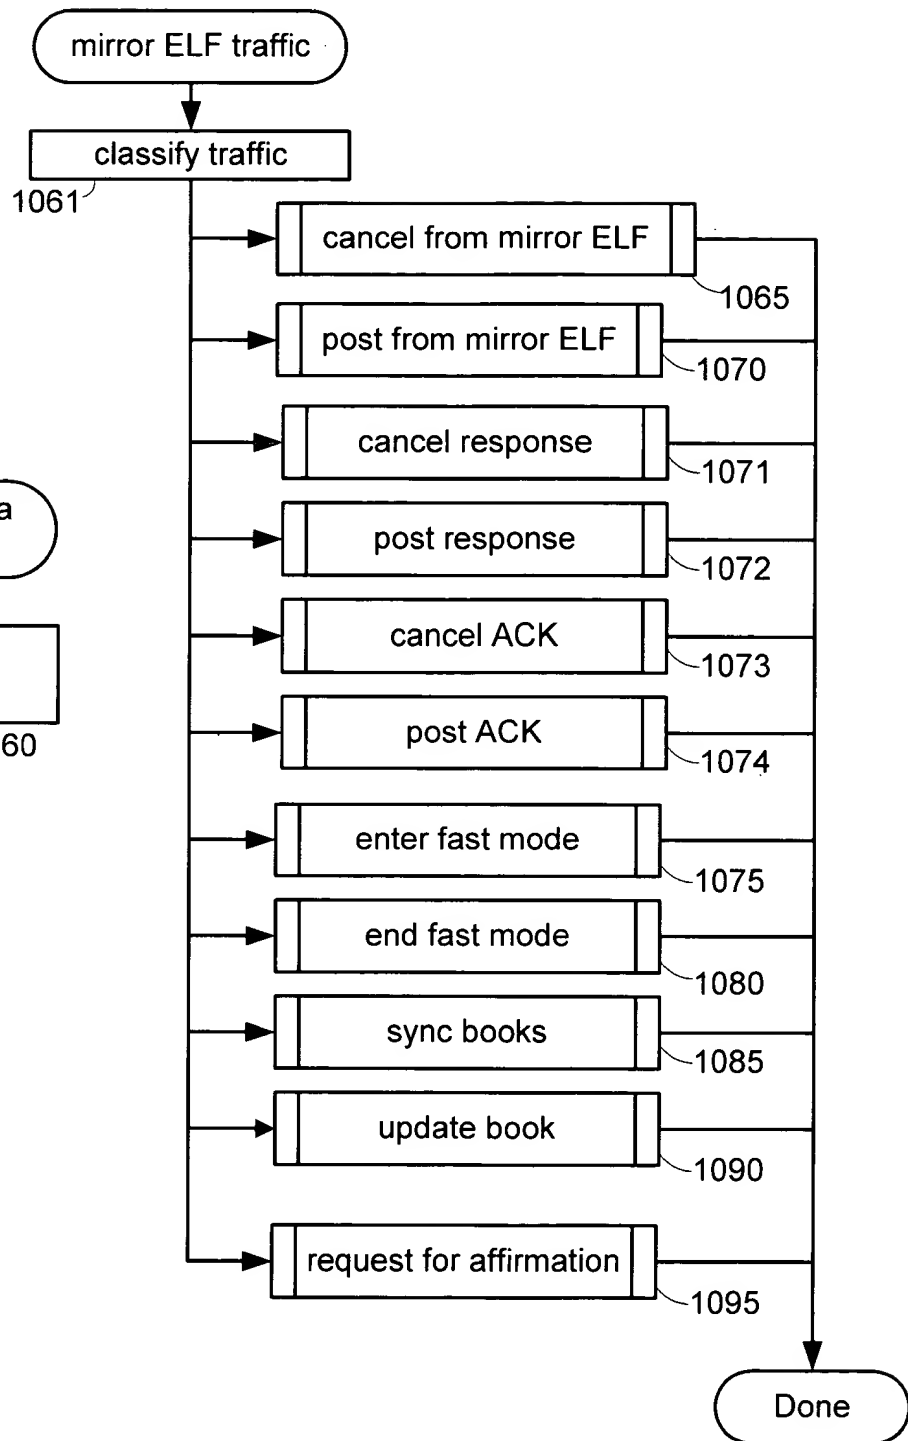 mirror ELF traffic
classify traffic
1061
cancel from mirror ELF
1065
post from mirror ELF
1070
cancel response
1071
a
post response
1072
cancel ACK
1073
60
post ACK
1074
enter fast mode
1075
end fast mode
1080
sync books
1085
update book
1090
request for affirmation
1095
Done